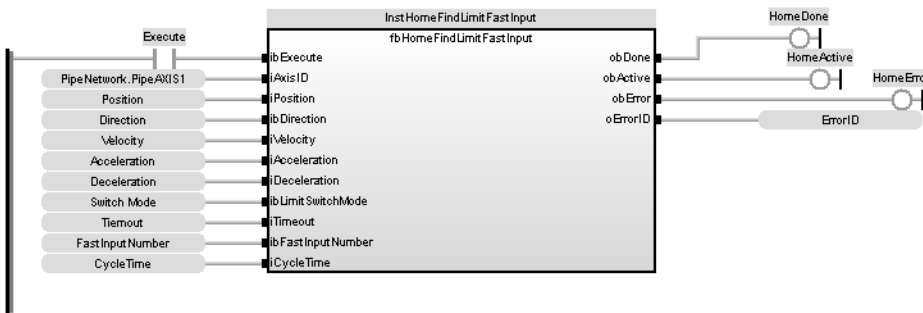 InstHomeFindLimitFastInput
HomeDone
Execute
fbHomeFindLimitFastInput
ibExecute
obDone
HomeActive
PipeNetwork.PipeAXIS1
iAxisID
obActive
HomeErro
Position
iPosition
obError
Direction
ibDirection
oErrorID
ErrorID
Velocity
iVelocity
Acceleration
iAcceleration
Deceleration
iDeceleration
Switch Mode
ibLimitSwitchMode
Tiemout
iTimeout
FastInputNumber
ibFastInputNumber
CycleTime
iCycleTime